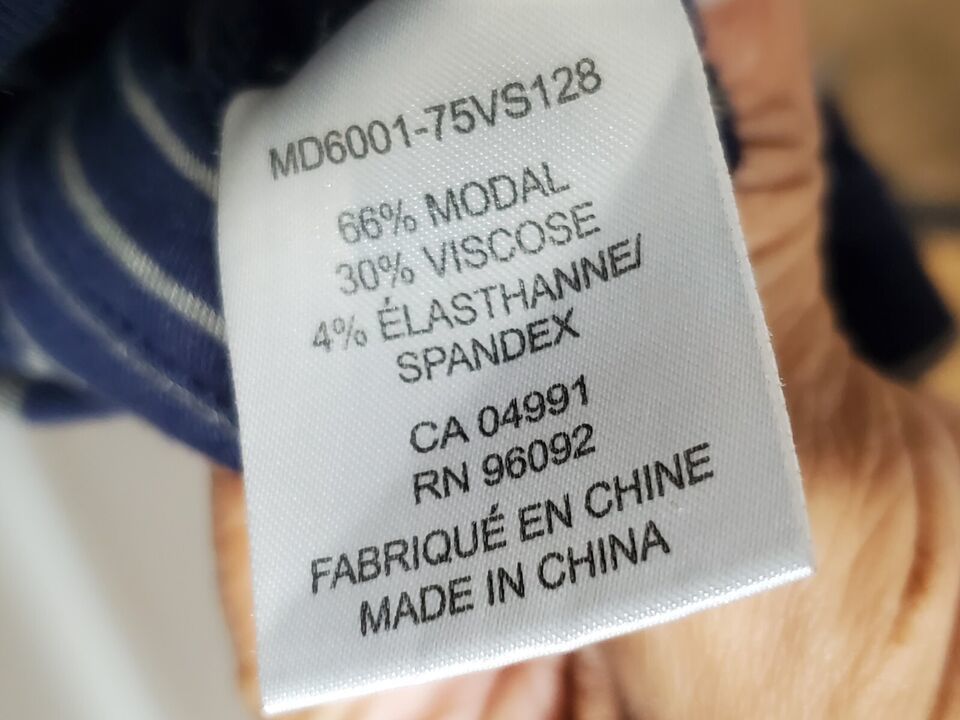 MD6001-75VS128
66% MODAL
30% VISCOSE
4% ÉLASTHANNE/
SPANDEX
CA 04991
RN 96092
FABRIQUÉ EN CHINE
MADE IN CHINA